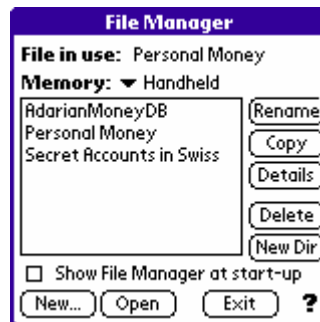 File Manager
File in use: Personal Money
Memory: Handheld
AdarianMoneyDB
Personal Money
Secret Accounts in Swiss
Rename
Copy
Details
Delete
New Dir
Show File Manager at start-up
New... Open Exit ?